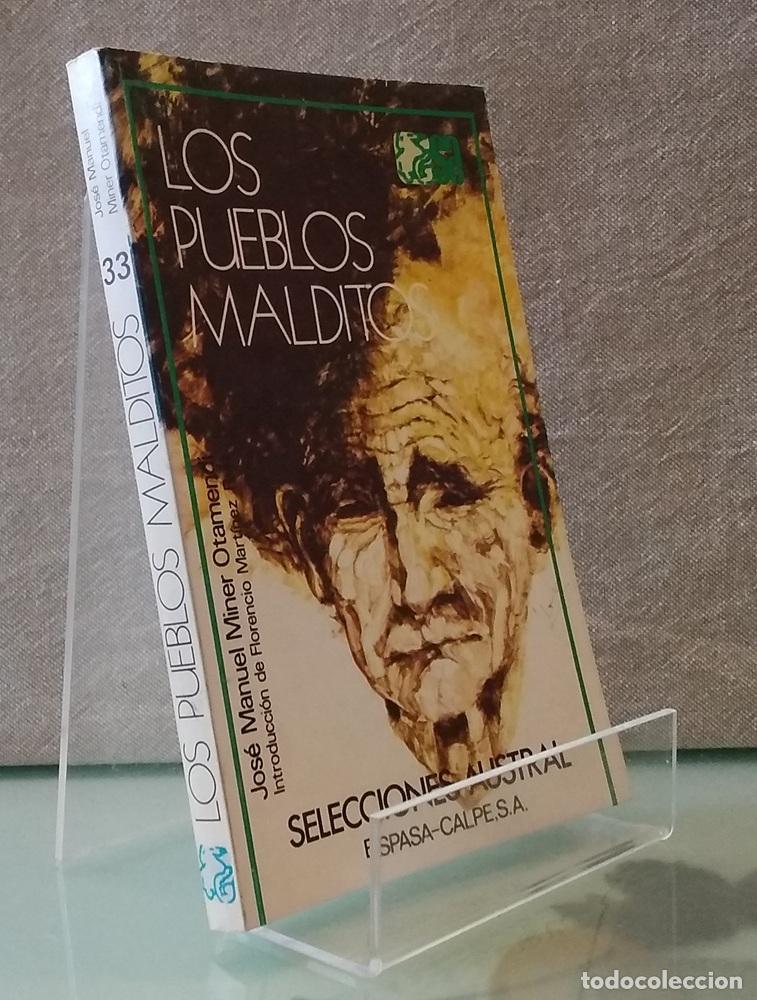 José Manuel
Miner Otamendi
33
LOS PUEBLOS MALDITOS
LOS
PUEBLOS
MALDITOS
José Manuel Miner Otamendi
Introducción de Florencio Martínez
SELECCIONES AUSTRAL
ESPASA-CALPE, S.A.
todocoleccion